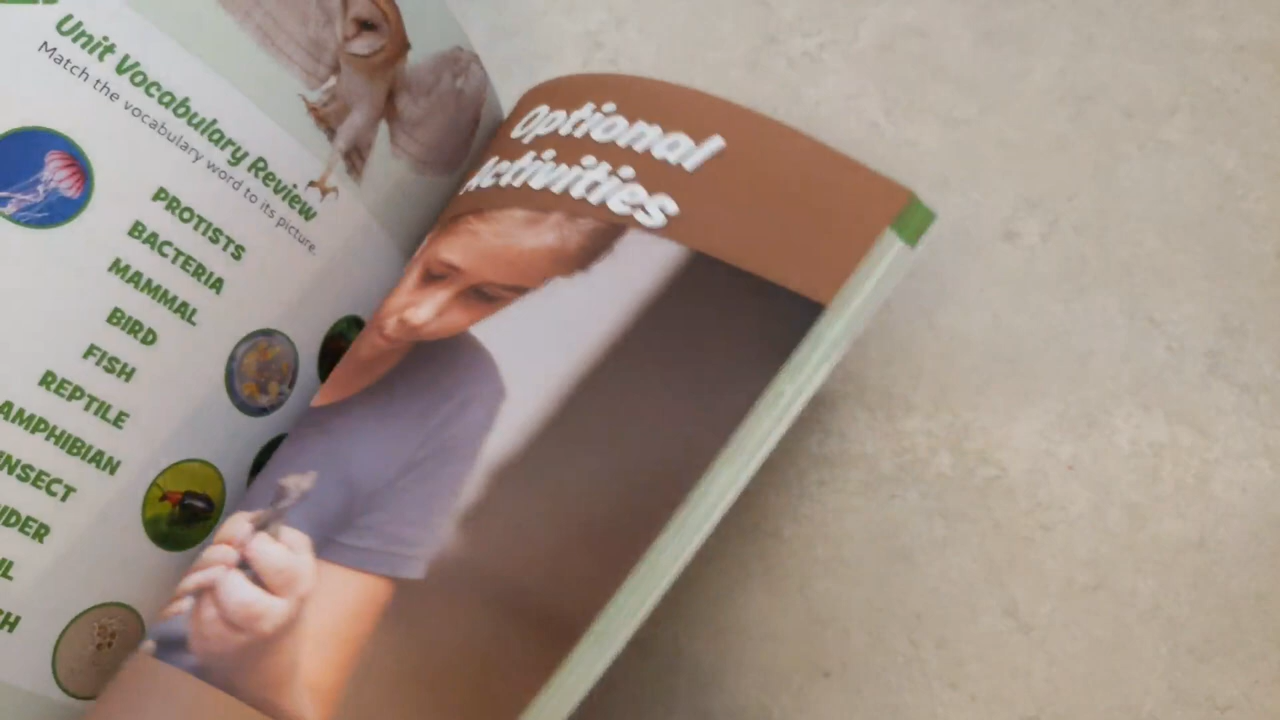 Unit Vocabulary Review
Match the vocabulary word to its picture.
PROTISTS
BACTERIA
MAMMAL
BIRD
FISH
REPTILE
AMPHIBIAN
INSECT
Optional
Activities